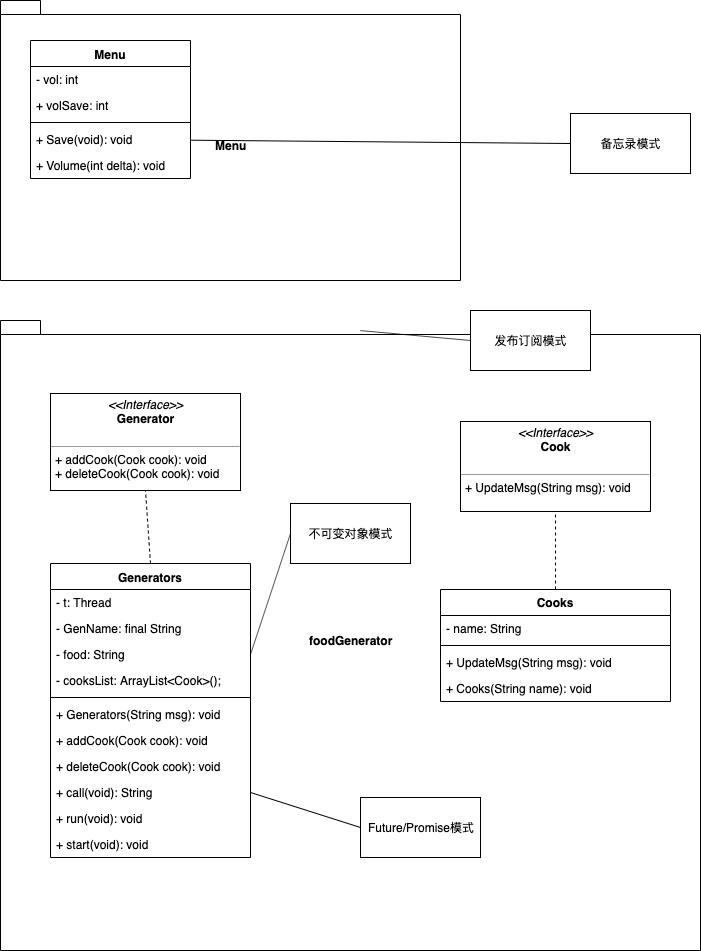 Menu
- vol: int
+ volSave: int
+ Save(void): void
+ Volume(int delta): void
Menu
备忘录模式
发布订阅模式
<<Interface>>
Generator
+ addCook(Cook cook): void
+ deleteCook(Cook cook): void
<<Interface>>
Cook
+ UpdateMsg(String msg): void
不可变对象模式
Generators
- t: Thread
- GenName: final String
- food: String
- cooksList: ArrayList<Cook>();
+ Generators(String msg): void
+ addCook(Cook cook): void
+ deleteCook(Cook cook): void
+ call(void): String
+ run(void): void
+ start(void): void
foodGenerator
Cooks
- name: String
+ UpdateMsg(String msg): void
+ Cooks(String name): void
Future/Promise模式